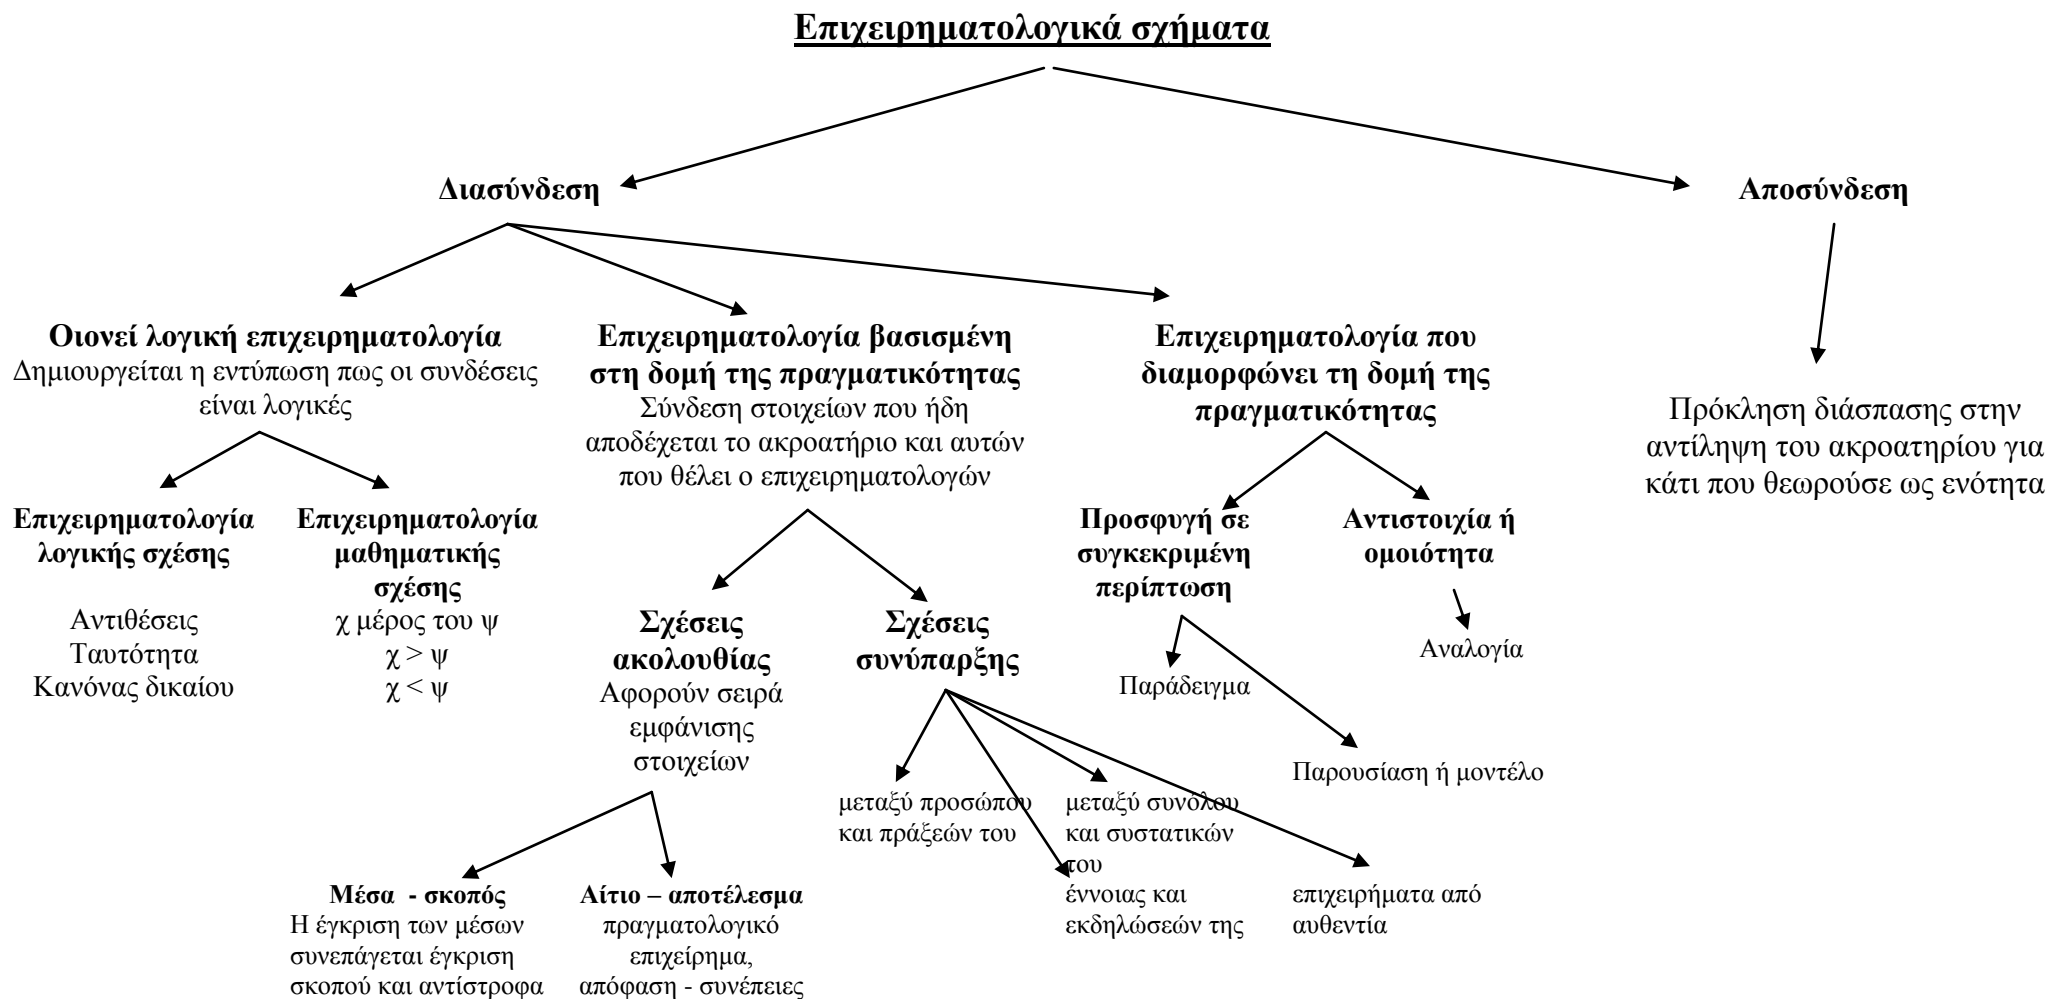 Επιχειρηματολογικά σχήματα
Διασύνδεση
Αποσύνδεση
Οιονεί λογική επιχειρηματολογία
Δημιουργείται η εντύπωση πως οι συνδέσεις
είναι λογικές
Επιχειρηματολογία βασισμένη
στη δομή της πραγματικότητας
Σύνδεση στοιχείων που ήδη
αποδέχεται το ακροατήριο και αυτών
που θέλει ο επιχειρηματολογών
Επιχειρηματολογία που
διαμορφώνει τη δομή της
πραγματικότητας
Πρόκληση διάσπασης στην
αντίληψη του ακροατηρίου για
κάτι που θεωρούσε ως ενότητα
Επιχειρηματολογία
λογικής σχέσης
Αντιθέσεις
Ταυτότητα
Κανόνας δικαίου
Επιχειρηματολογία
μαθηματικής
σχέσης
χ μέρος του ψ
χ > ψ
χ < ψ
Σχέσεις
ακολουθίας
Αφορούν σειρά
εμφάνισης
στοιχείων
Σχέσεις
συνύπαρξης
Προσφυγή σε
συγκεκριμένη
περίπτωση
Αντιστοιχία ή
ομοιότητα
Παράδειγμα
Αναλογία
Παρουσίαση ή μοντέλο
μεταξύ προσώπου
και πράξεών του
μεταξύ συνόλου
και συστατικών
του
έννοιας και
εκδηλώσεών της
επιχειρήματα από
αυθεντία
Μέσα - σκοπός
Η έγκριση των μέσων
συνεπάγεται έγκριση
σκοπού και αντίστροφα
Αίτιο – αποτέλεσμα
πραγματολογικό
επιχείρημα,
απόφαση - συνέπειες